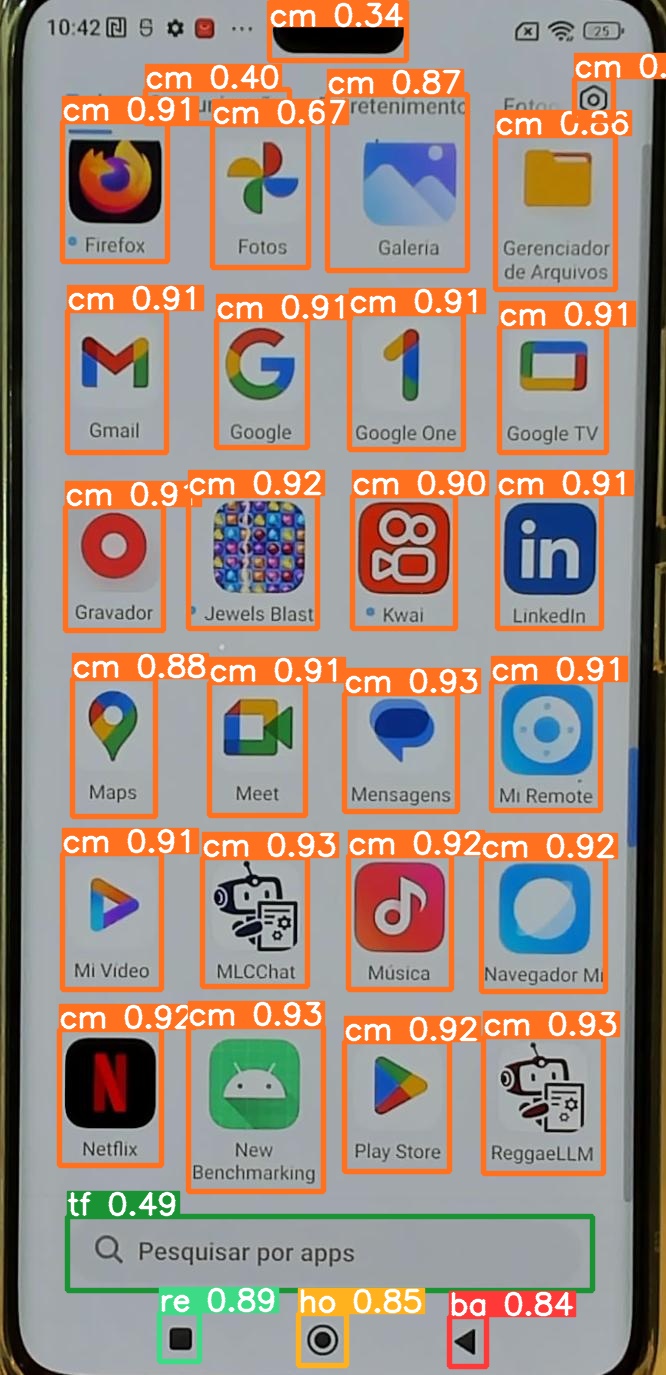 cm 0.34
10:42
25
cm 0.40
cm 0.87
cm 0.
cm 0.91
cm 0.67
retenimento
cm 0.86
Firefox
Fotos
Galeria
Gerenciador
de Arquivos
cm 0.91
cm 0.91
cm 0.91
cm 0.91
Gmail
Google
Google One
Google TV
cm 0.91
cm 0.92
cm 0.90
cm 0.91
in
Gravador
Jewels Blast
Kwai
LinkedIn
cm 0.88
cm 0.91
cm 0.93
cm 0.91
Maps
Meet
Mensagens
Mi Remote
cm 0.91
cm 0.93
cm 0.92
cm 0.92
Mi Vídeo
MLCChat
Música
Navegador Mi
cm 0.92
cm 0.93
cm 0.92
cm 0.93
N
Netflix
New
Benchmarking
Play Store
ReggaeLLM
tf 0.49
Pesquisar por apps
re 0.89
ho 0.85
ba 0.84